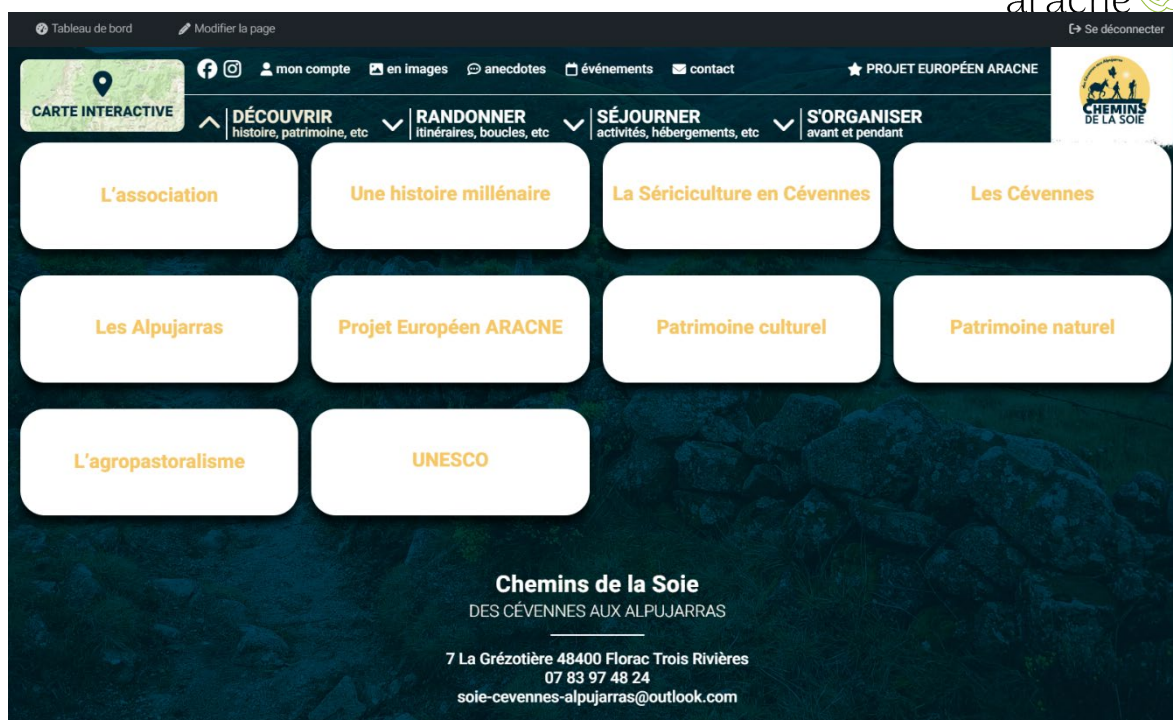 arachne
Tableau de bord Modifier la page Se déconnecter
mon compte en images anecdotes événements contact PROJET EUROPÉEN ARACNE
CARTE INTERACTIVE
DÉCOUVRIR RANDONNER SÉJOURNER S'ORGANISER
histoire, patrimoine, etc itinéraires, boucles, etc activités, hébergements, etc avant et pendant
CHEMINS
DE LA SOIE
L'association Une histoire millénaire La Sériciculture en Cévennes Les Cévennes
Les Alpujarras Projet Européen ARACNE Patrimoine culturel Patrimoine naturel
L'agropastoralisme UNESCO
Chemins de la Soie
DES CÉVENNES AUX ALPUJARRAS
7 La Grézotière 48400 Florac Trois Rivières
07 83 97 48 24
soie-cevennes-alpujarras@outlook.com